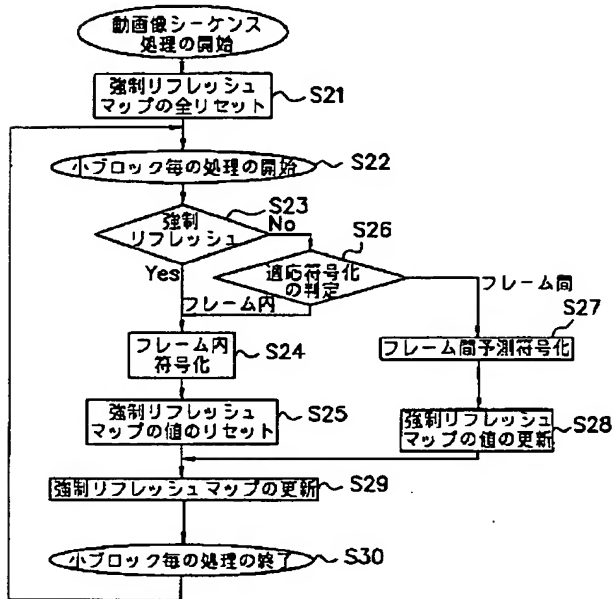 動画像シーケンス
処理の開始
強制リフレッシュ
マップの全リセット
S21
小ブロック毎の処理の開始
S22
強制
リフレッシュ
S23
No
Yes
適応符号化
の判定
S26
フレーム内
フレーム間
フレーム内
符号化
S24
フレーム間予測符号化
S27
強制リフレッシュ
マップの値のリセット
S25
強制リフレッシュ
マップの値の更新
S28
強制リフレッシュマップの更新
S29
小ブロック毎の処理の終了
S30